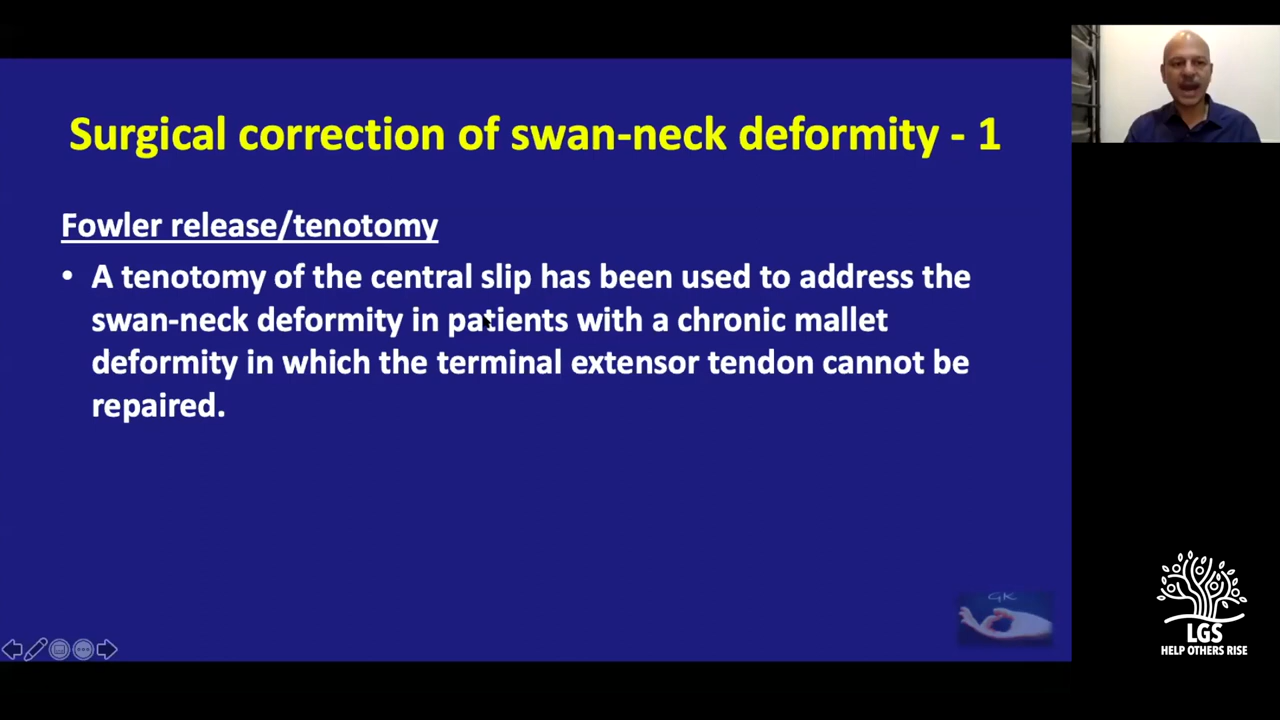 Surgical correction of swan-neck deformity - 1
Fowler release/tenotomy
• A tenotomy of the central slip has been used to address the
swan-neck deformity in patients with a chronic mallet
deformity in which the terminal extensor tendon cannot be
repaired.
GK
LGS
HELP OTHERS RISE